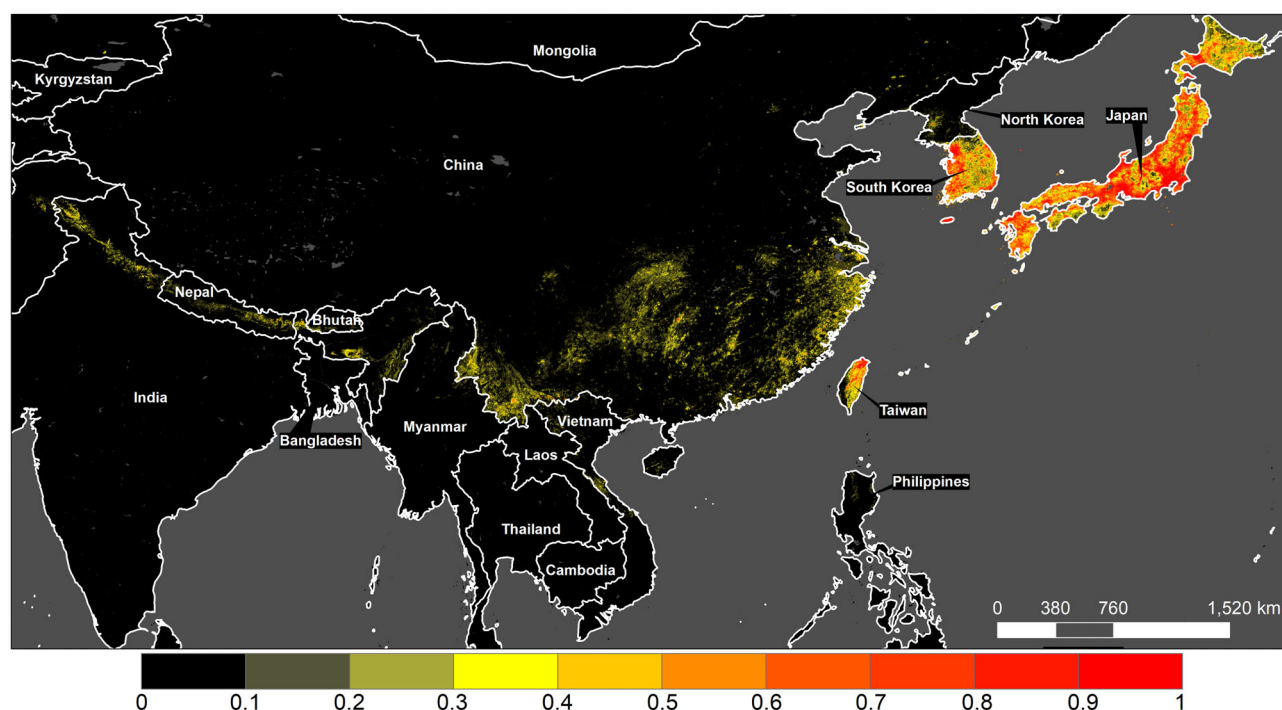 Mongolia
Kyrgyzstan
North Korea
Japan
China
South Korea
Nepal
Bhutan
India
Taiwan
Vietnam
Myanmar
Bangladesh
Laos
Philippines
Thailand
Cambodia
0 380 760 1,520 km
0 0.1 0.2 0.3 0.4 0.5 0.6 0.7 0.8 0.9 1